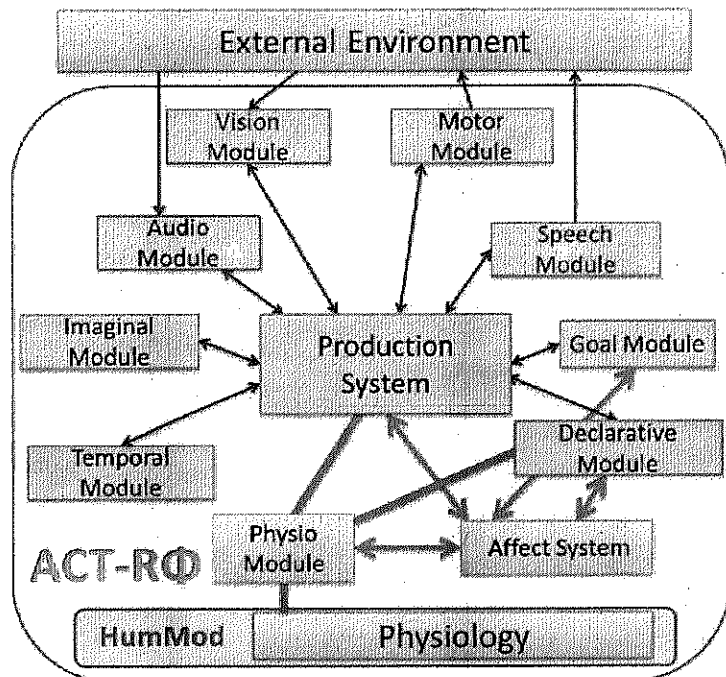 External Environment
Vision
Module
Motor
Module
Audio
Module
Speech
Module
Imaginal
Module
Production
System
Goal Module
Temporal
Module
Declarative
Module
ACT-RΦ
Physio
Module
Affect System
HumMod
Physiology